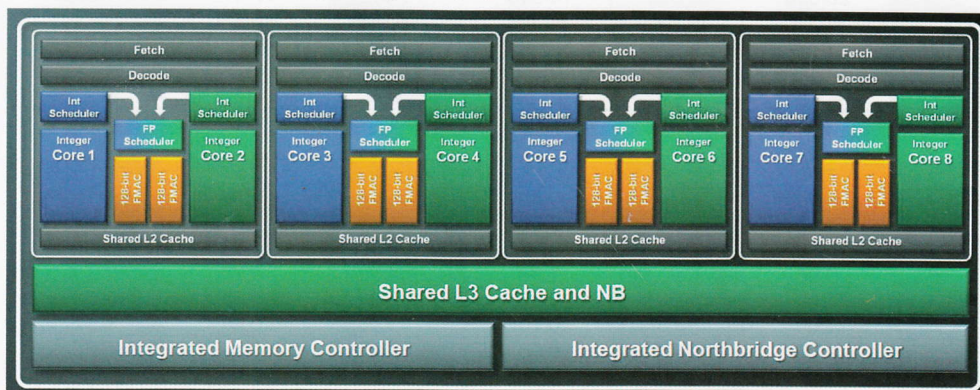 Fetch
Decode
Int
Scheduler
Int
Scheduler
FP
Scheduler
Integer
Core 1
Integer
Core 2
128-bit
FMAC
128-bit
FMAC
Shared L2 Cache
Fetch
Decode
Int
Scheduler
Int
Scheduler
FP
Scheduler
Integer
Core 3
Integer
Core 4
128-bit
FMAC
128-bit
FMAC
Shared L2 Cache
Fetch
Decode
Int
Scheduler
Int
Scheduler
FP
Scheduler
Integer
Core 5
Integer
Core 6
128-bit
FMAC
128-bit
FMAC
Shared L2 Cache
Fetch
Decode
Int
Scheduler
Int
Scheduler
FP
Scheduler
Integer
Core 7
Integer
Core 8
128-bit
FMAC
128-bit
FMAC
Shared L2 Cache
Shared L3 Cache and NB
Integrated Memory Controller
Integrated Northbridge Controller